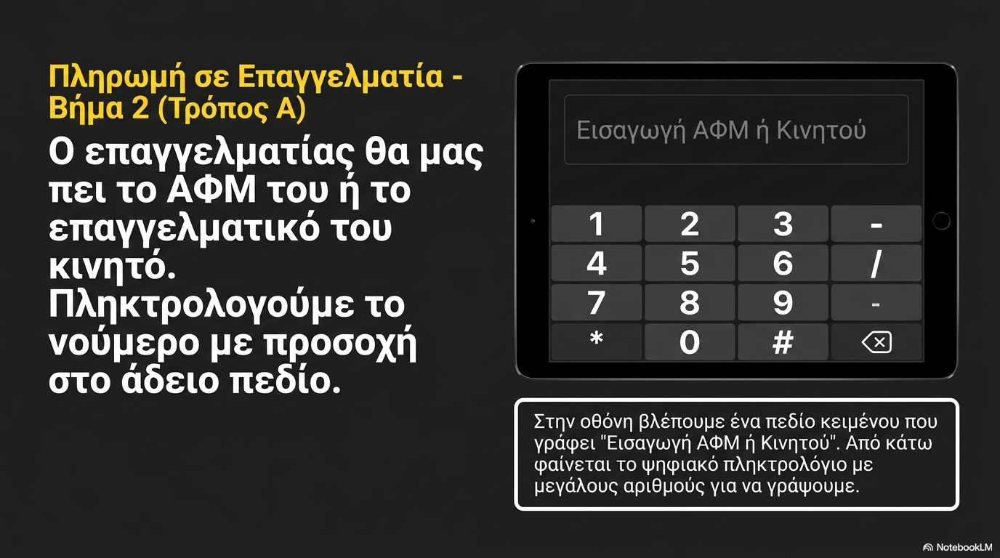 Πληρωμή σε Επαγγελματία -
Βήμα 2 (Τρόπος Α)
Ο επαγγελματίας θα μας
πει το ΑΦΜ του ή το
επαγγελματικό του
κινητό.
Πληκτρολογούμε το
νούμερο με προσοχή
στο άδειο πεδίο.
Εισαγωγή ΑΦΜ ή Κινητού
1 2 3 -
4 5 6 /
7 8 9 -
* 0 #
Στην οθόνη βλέπουμε ένα πεδίο κειμένου που
γράφει "Εισαγωγή ΑΦΜ ή Κινητού". Από κάτω
φαίνεται το ψηφιακό πληκτρολόγιο με
μεγάλους αριθμούς για να γράψουμε.
NotebookLM